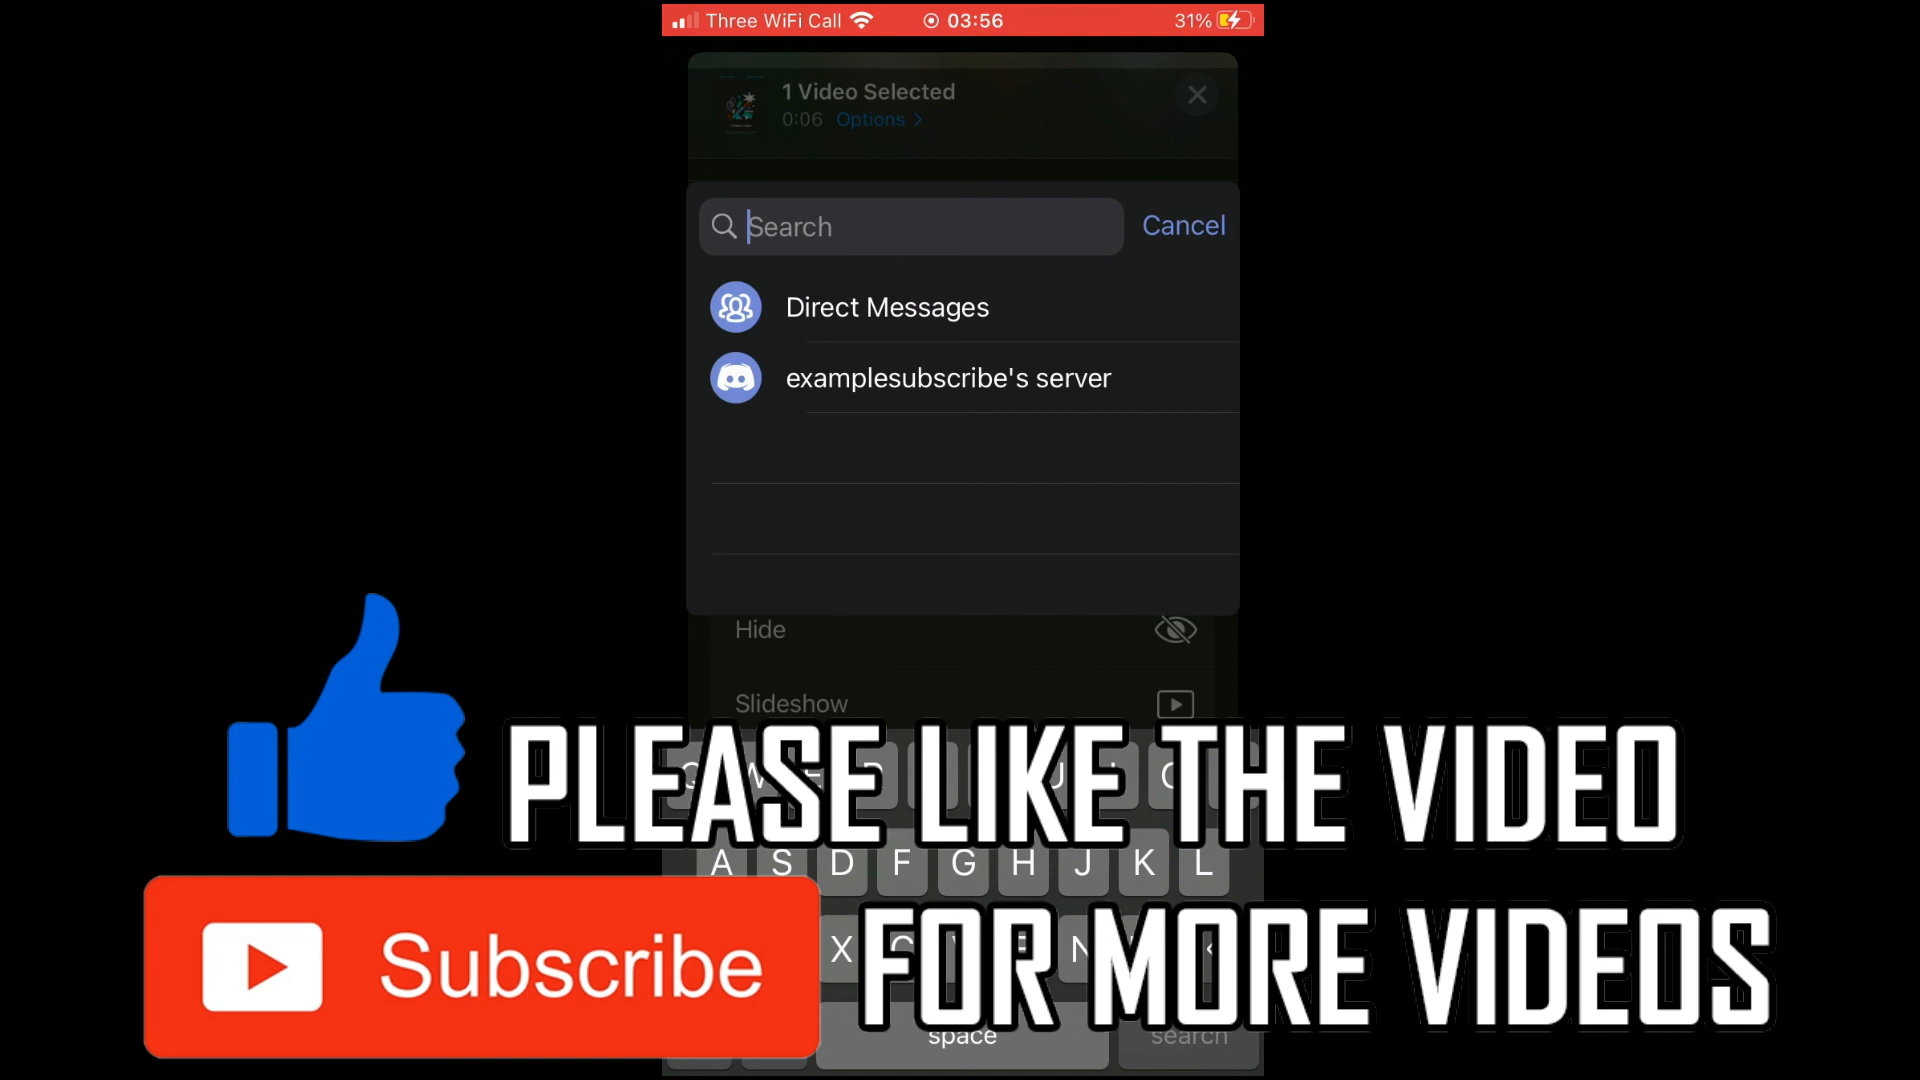 Three WiFi Call 03:56 31%
1 Video Selected
0:06 Options >
Search Cancel
Direct Messages
examplesubscribe's server
Hide
Slideshow
PLEASE LIKE THE VIDEO
A S D F G H J K L
Subscribe X FOR MORE VIDEOS
space search